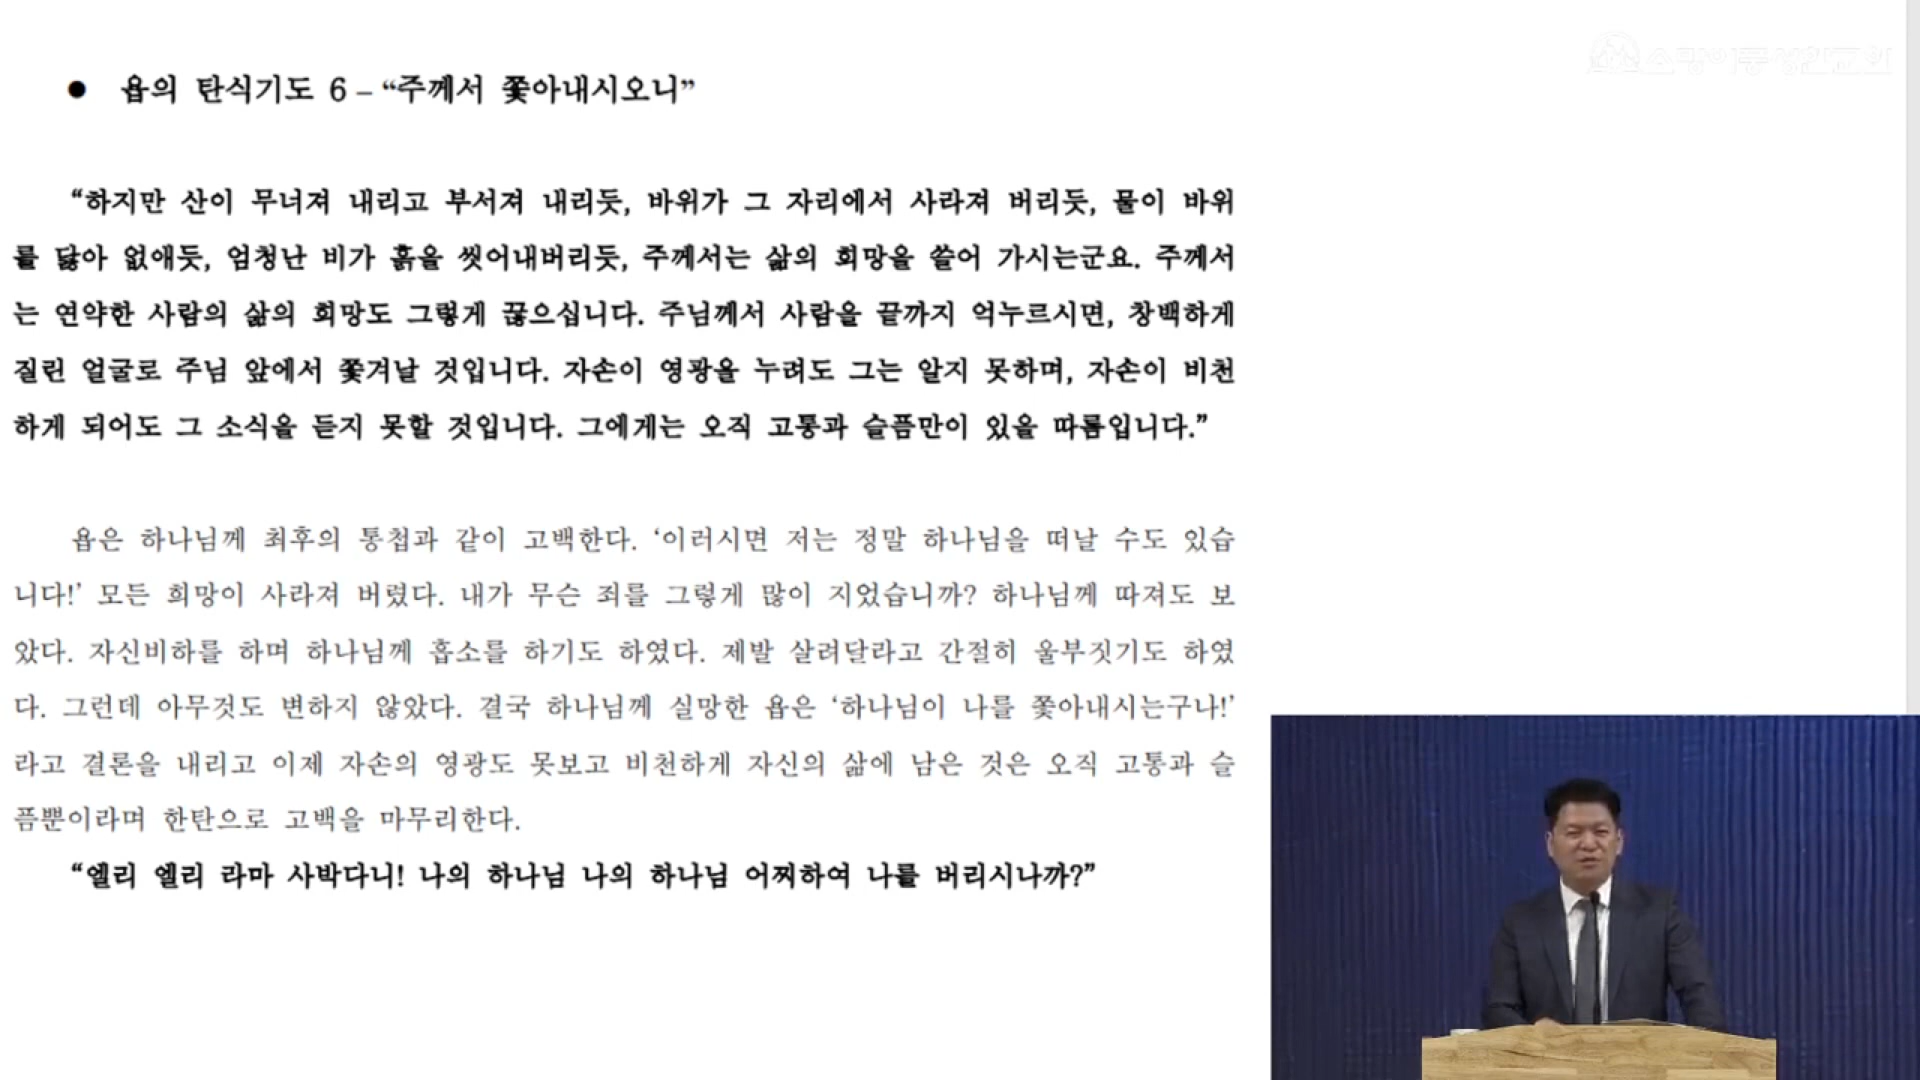 소망이룽성한교회
● 욥의 탄식기도 6 – “주께서 쫓아내시오니”
“하지만 산이 무너져 내리고 부서져 내리듯, 바위가 그 자리에서 사라져 버리듯, 물이 바위
를 닳아 없애듯, 엄청난 비가 흙을 씻어내버리듯, 주께서는 삶의 희망을 쓸어 가시는군요. 주께서
는 연약한 사람의 삶의 희망도 그렇게 끊으십니다. 주님께서 사람을 끝까지 억누르시면, 창백하게
질린 얼굴로 주님 앞에서 쫓겨날 것입니다. 자손이 영광을 누려도 그는 알지 못하며, 자손이 비천
하게 되어도 그 소식을 듣지 못할 것입니다. 그에게는 오직 고통과 슬픔만이 있을 따름입니다.”
욥은 하나님께 최후의 통첩과 같이 고백한다. ‘이러시면 저는 정말 하나님을 떠날 수도 있습
니다!’ 모든 희망이 사라져 버렸다. 내가 무슨 죄를 그렇게 많이 지었습니까? 하나님께 따져도 보
았다. 자신비하를 하며 하나님께 흡소를 하기도 하였다. 제발 살려달라고 간절히 울부짓기도 하였
다. 그런데 아무것도 변하지 않았다. 결국 하나님께 실망한 욥은 ‘하나님이 나를 쫓아내시는구나!’
라고 결론을 내리고 이제 자손의 영광도 못보고 비천하게 자신의 삶에 남은 것은 오직 고통과 슬
픔뿐이라며 한탄으로 고백을 마무리한다.
“엘리 엘리 라마 사박다니! 나의 하나님 나의 하나님 어찌하여 나를 버리시나까?”